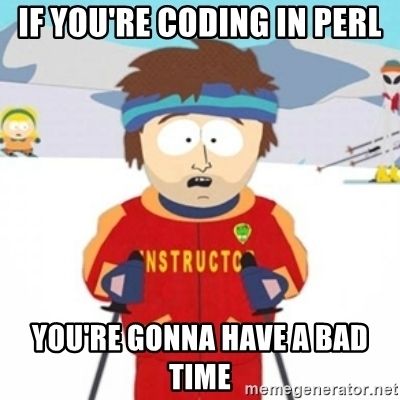 IF YOU'RE CODING IN PERL
INSTRUCTO
YOU'RE GONNA HAVE A BAD
TIME
memegenerator.net